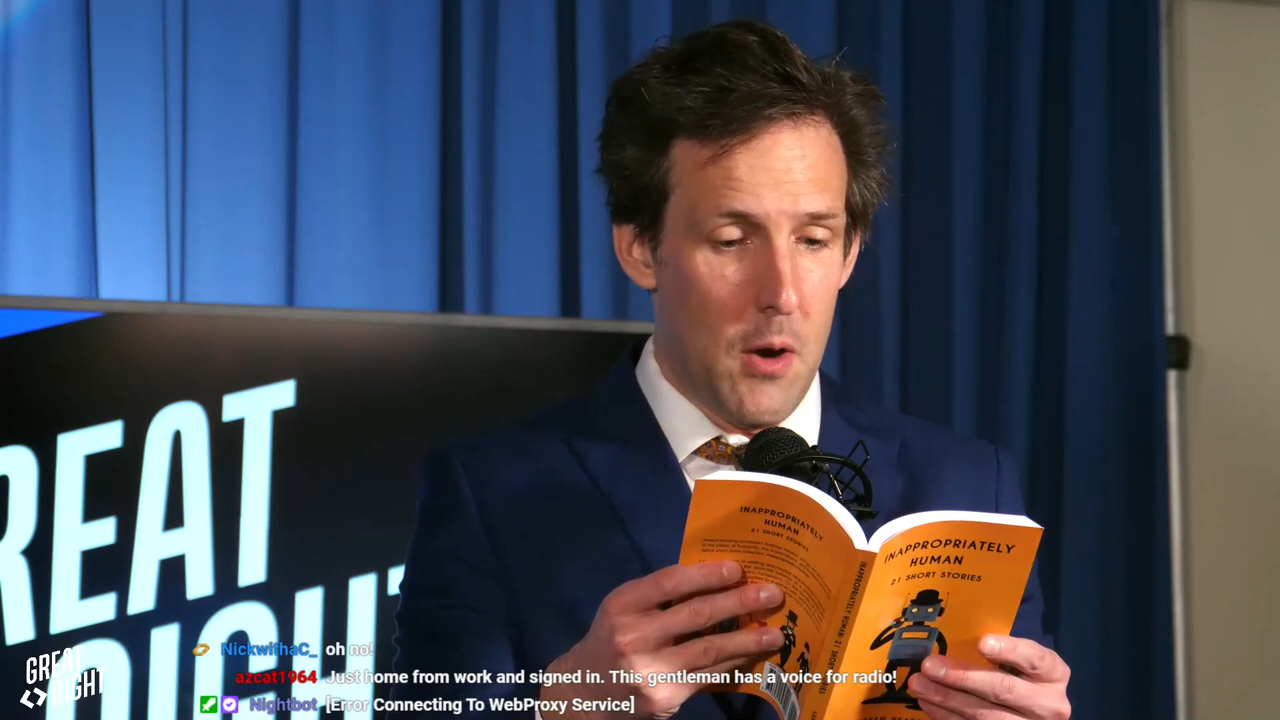 REAT
NIGHT
INAPPROPRIATELY
HUMAN
21 SHORT STORIES
INAPPROPRIATELY HUMAN: 21 SHORT STORIES
INAPPROPRIATELY
HUMAN
21 SHORT STORIES
GREAT
NIGHT
NickwithaC_ oh no!
azcat1964 Just home from work and signed in. This gentleman has a voice for radio!
Nightbot [Error Connecting To WebProxy Service]